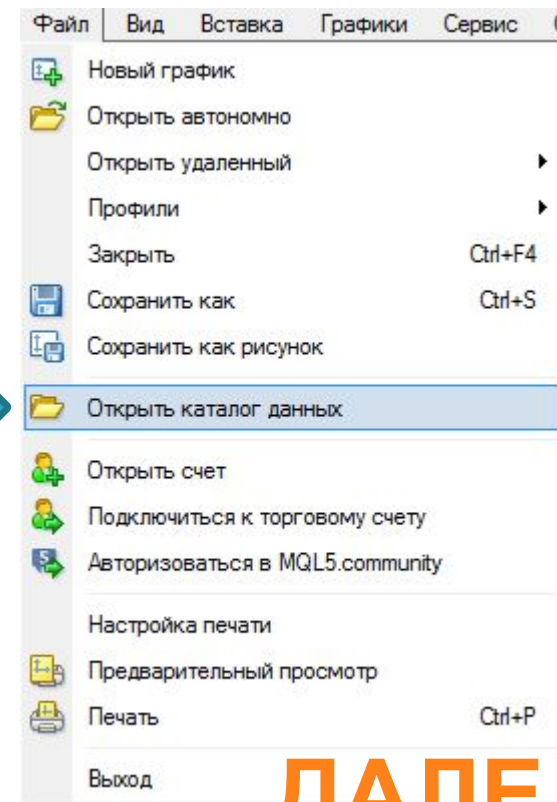 Файл Вид Вставка Графики Сервис
Новый график
Открыть автономно
Открыть удаленный
Профили
Закрыть Ctrl+F4
Сохранить как Ctrl+S
Сохранить как рисунок
Открыть каталог данных
Открыть счет
Подключиться к торговому счету
Авторизоваться в MQL5.community
Настройка печати
Предварительный просмотр
Печать Ctrl+P
Выход